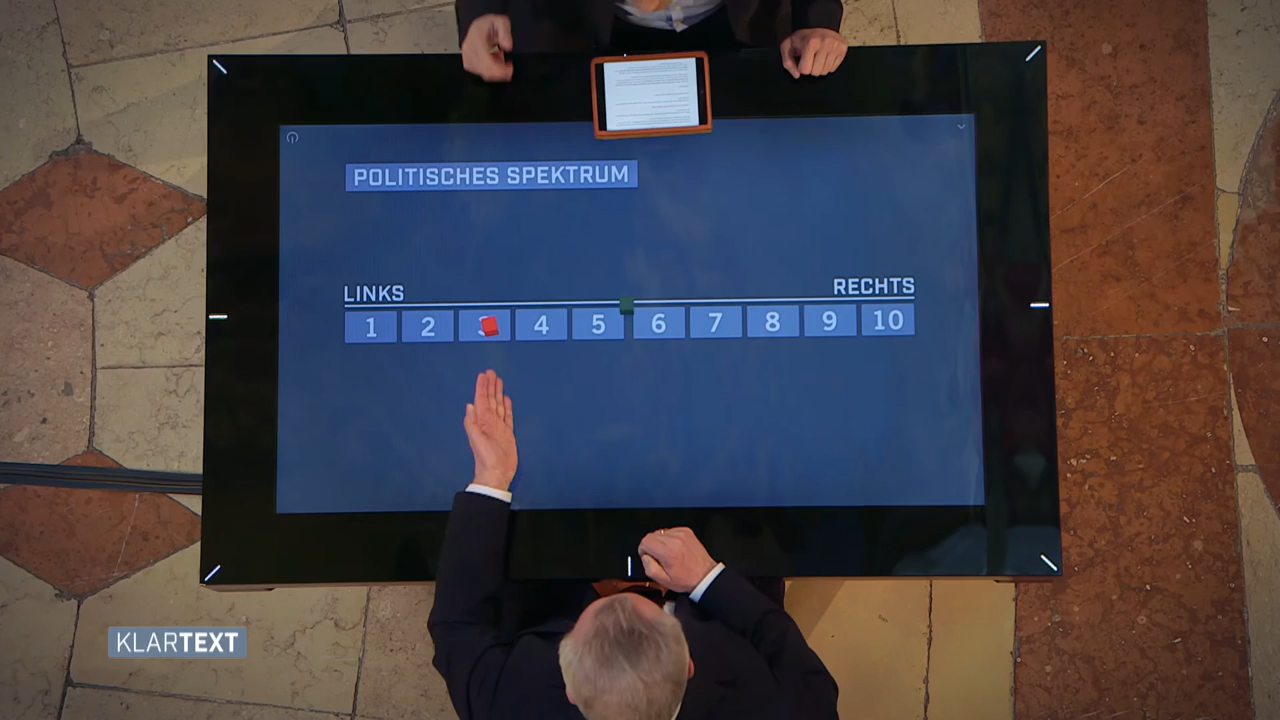 POLITISCHES SPEKTRUM
LINKS
RECHTS
1 2 4 5 6 7 8 9 10
KLARTEXT